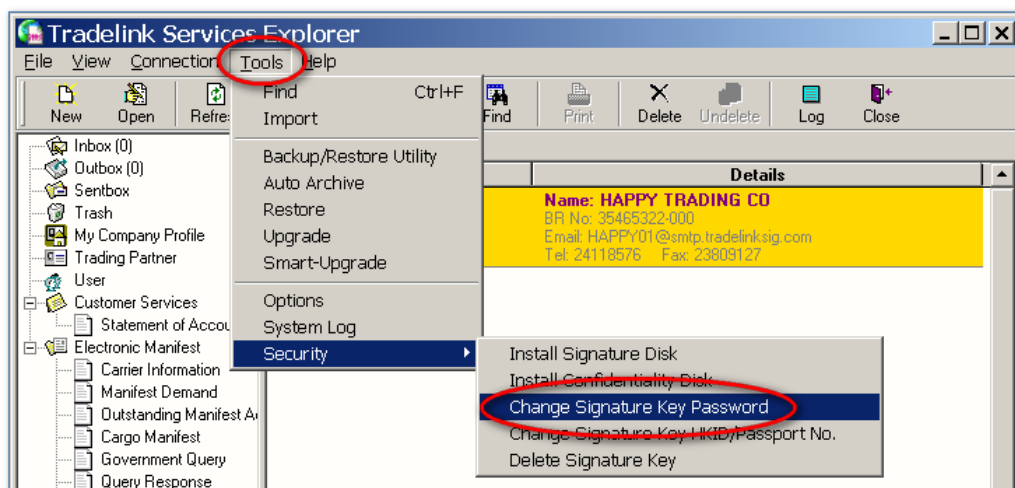 Tradelink Services Explorer
File View Connection Tools Help
New Open Find Print Delete Undelete Log Close
Find Ctrl+F
Import
Backup/Restore Utility
Auto Archive
Restore
Upgrade
Smart-Upgrade
Options
System Log
Security
Install Signature Disk
Install Confidentiality Disk
Change Signature Key Password
Change Signature Key HKID/Passport No.
Delete Signature Key
Inbox (0)
Outbox (0)
Sentbox
Trash
My Company Profile
Trading Partner
User
Customer Services
Statement of Accou
Electronic Manifest
Carrier Information
Manifest Demand
Outstanding Manifest A
Cargo Manifest
Government Query
Query Response
Details
Name: HAPPY TRADING CO
BR No: 35465322-000
Email: HAPPY01@smtp.tradelinksig.com
Tel: 24118576 Fax: 23809127